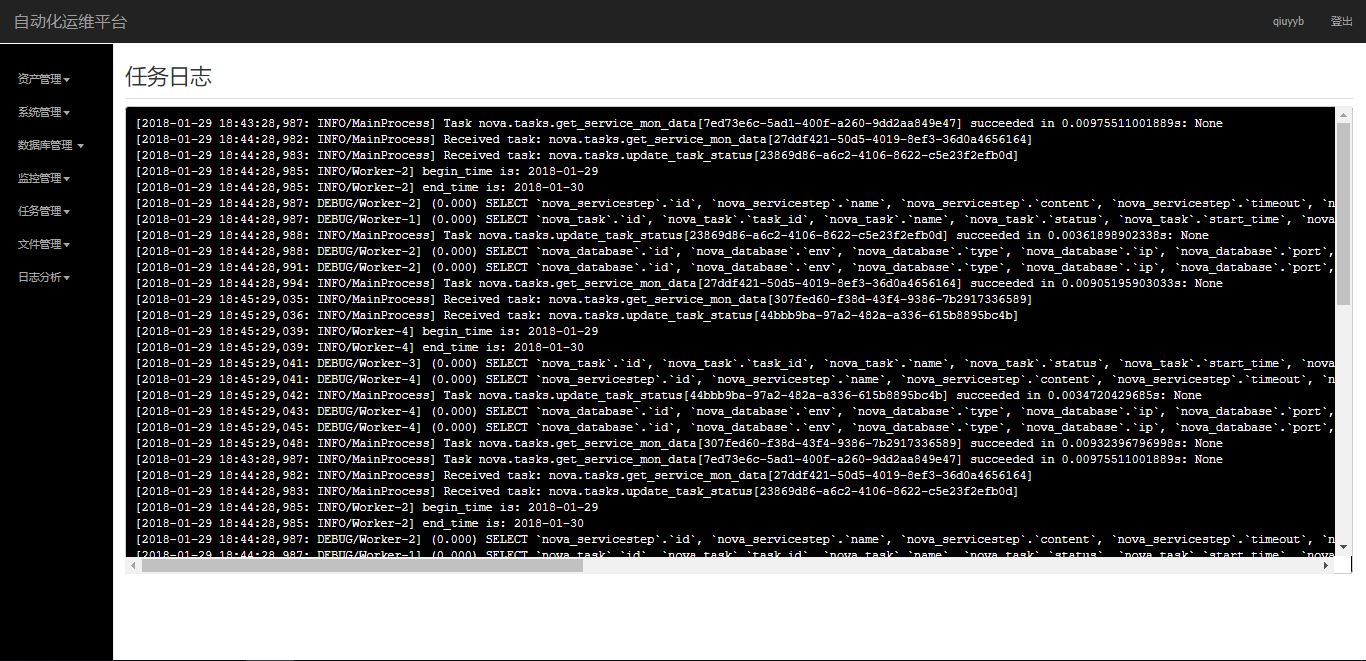 自动化运维平台
qiuyyb 登出
资产管理
系统管理
数据库管理
监控管理
任务管理
文件管理
日志分析
任务日志
[2018-01-29 18:43:28,987: INFO/MainProcess] Task nova.tasks.get_service_mon_data[7ed73e6c-5ad1-400f-a260-9dd2aa849e47] succeeded in 0.00975511001889s: None
[2018-01-29 18:44:28,982: INFO/MainProcess] Received task: nova.tasks.get_service_mon_data[27ddf421-50d5-4019-8ef3-36d0a4656164]
[2018-01-29 18:44:28,983: INFO/MainProcess] Received task: nova.tasks.update_task_status[23869d86-a6c2-4106-8622-c5e23f2efb0d]
[2018-01-29 18:44:28,985: INFO/Worker-2] begin_time is: 2018-01-29
[2018-01-29 18:44:28,985: INFO/Worker-2] end_time is: 2018-01-30
[2018-01-29 18:44:28,987: DEBUG/Worker-2] (0.000) SELECT `nova_servicestep`.`id`, `nova_servicestep`.`name`, `nova_servicestep`.`content`, `nova_servicestep`.`timeout`, `n
[2018-01-29 18:44:28,987: DEBUG/Worker-1] (0.000) SELECT `nova_task`.`id`, `nova_task`.`task_id`, `nova_task`.`name`, `nova_task`.`status`, `nova_task`.`start_time`, `nova
[2018-01-29 18:44:28,988: INFO/MainProcess] Task nova.tasks.update_task_status[23869d86-a6c2-4106-8622-c5e23f2efb0d] succeeded in 0.00361898902338s: None
[2018-01-29 18:44:28,988: DEBUG/Worker-2] (0.000) SELECT `nova_database`.`id`, `nova_database`.`env`, `nova_database`.`type`, `nova_database`.`ip`, `nova_database`.`port`,
[2018-01-29 18:44:28,991: DEBUG/Worker-2] (0.000) SELECT `nova_database`.`id`, `nova_database`.`env`, `nova_database`.`type`, `nova_database`.`ip`, `nova_database`.`port`,
[2018-01-29 18:44:28,994: INFO/MainProcess] Task nova.tasks.get_service_mon_data[27ddf421-50d5-4019-8ef3-36d0a4656164] succeeded in 0.00905195903033s: None
[2018-01-29 18:45:29,035: INFO/MainProcess] Received task: nova.tasks.get_service_mon_data[307fed60-f38d-43f4-9386-7b2917336589]
[2018-01-29 18:45:29,036: INFO/MainProcess] Received task: nova.tasks.update_task_status[44bbb9ba-97a2-482a-a336-615b8895bc4b]
[2018-01-29 18:45:29,039: INFO/Worker-4] begin_time is: 2018-01-29
[2018-01-29 18:45:29,039: INFO/Worker-4] end_time is: 2018-01-30
[2018-01-29 18:45:29,041: DEBUG/Worker-3] (0.000) SELECT `nova_task`.`id`, `nova_task`.`task_id`, `nova_task`.`name`, `nova_task`.`status`, `nova_task`.`start_time`, `nova
[2018-01-29 18:45:29,041: DEBUG/Worker-4] (0.000) SELECT `nova_servicestep`.`id`, `nova_servicestep`.`name`, `nova_servicestep`.`content`, `nova_servicestep`.`timeout`, `n
[2018-01-29 18:45:29,042: INFO/MainProcess] Task nova.tasks.update_task_status[44bbb9ba-97a2-482a-a336-615b8895bc4b] succeeded in 0.0034720429685s: None
[2018-01-29 18:45:29,043: DEBUG/Worker-4] (0.000) SELECT `nova_database`.`id`, `nova_database`.`env`, `nova_database`.`type`, `nova_database`.`ip`, `nova_database`.`port`,
[2018-01-29 18:45:29,045: DEBUG/Worker-4] (0.000) SELECT `nova_database`.`id`, `nova_database`.`env`, `nova_database`.`type`, `nova_database`.`ip`, `nova_database`.`port`,
[2018-01-29 18:45:29,048: INFO/MainProcess] Task nova.tasks.get_service_mon_data[307fed60-f38d-43f4-9386-7b2917336589] succeeded in 0.00932396796998s: None
[2018-01-29 18:43:28,987: INFO/MainProcess] Task nova.tasks.get_service_mon_data[7ed73e6c-5ad1-400f-a260-9dd2aa849e47] succeeded in 0.00975511001889s: None
[2018-01-29 18:44:28,982: INFO/MainProcess] Received task: nova.tasks.get_service_mon_data[27ddf421-50d5-4019-8ef3-36d0a4656164]
[2018-01-29 18:44:28,983: INFO/MainProcess] Received task: nova.tasks.update_task_status[23869d86-a6c2-4106-8622-c5e23f2efb0d]
[2018-01-29 18:44:28,985: INFO/Worker-2] begin_time is: 2018-01-29
[2018-01-29 18:44:28,985: INFO/Worker-2] end_time is: 2018-01-30
[2018-01-29 18:44:28,987: DEBUG/Worker-2] (0.000) SELECT `nova_servicestep`.`id`, `nova_servicestep`.`name`, `nova_servicestep`.`content`, `nova_servicestep`.`timeout`, `n
[2018-01-29 18:44:28,987: DEBUG/Worker-1] (0.000) SELECT `nova_task`.`id`, `nova_task`.`task_id`, `nova_task`.`name`, `nova_task`.`status`, `nova_task`.`start_time`, `nova